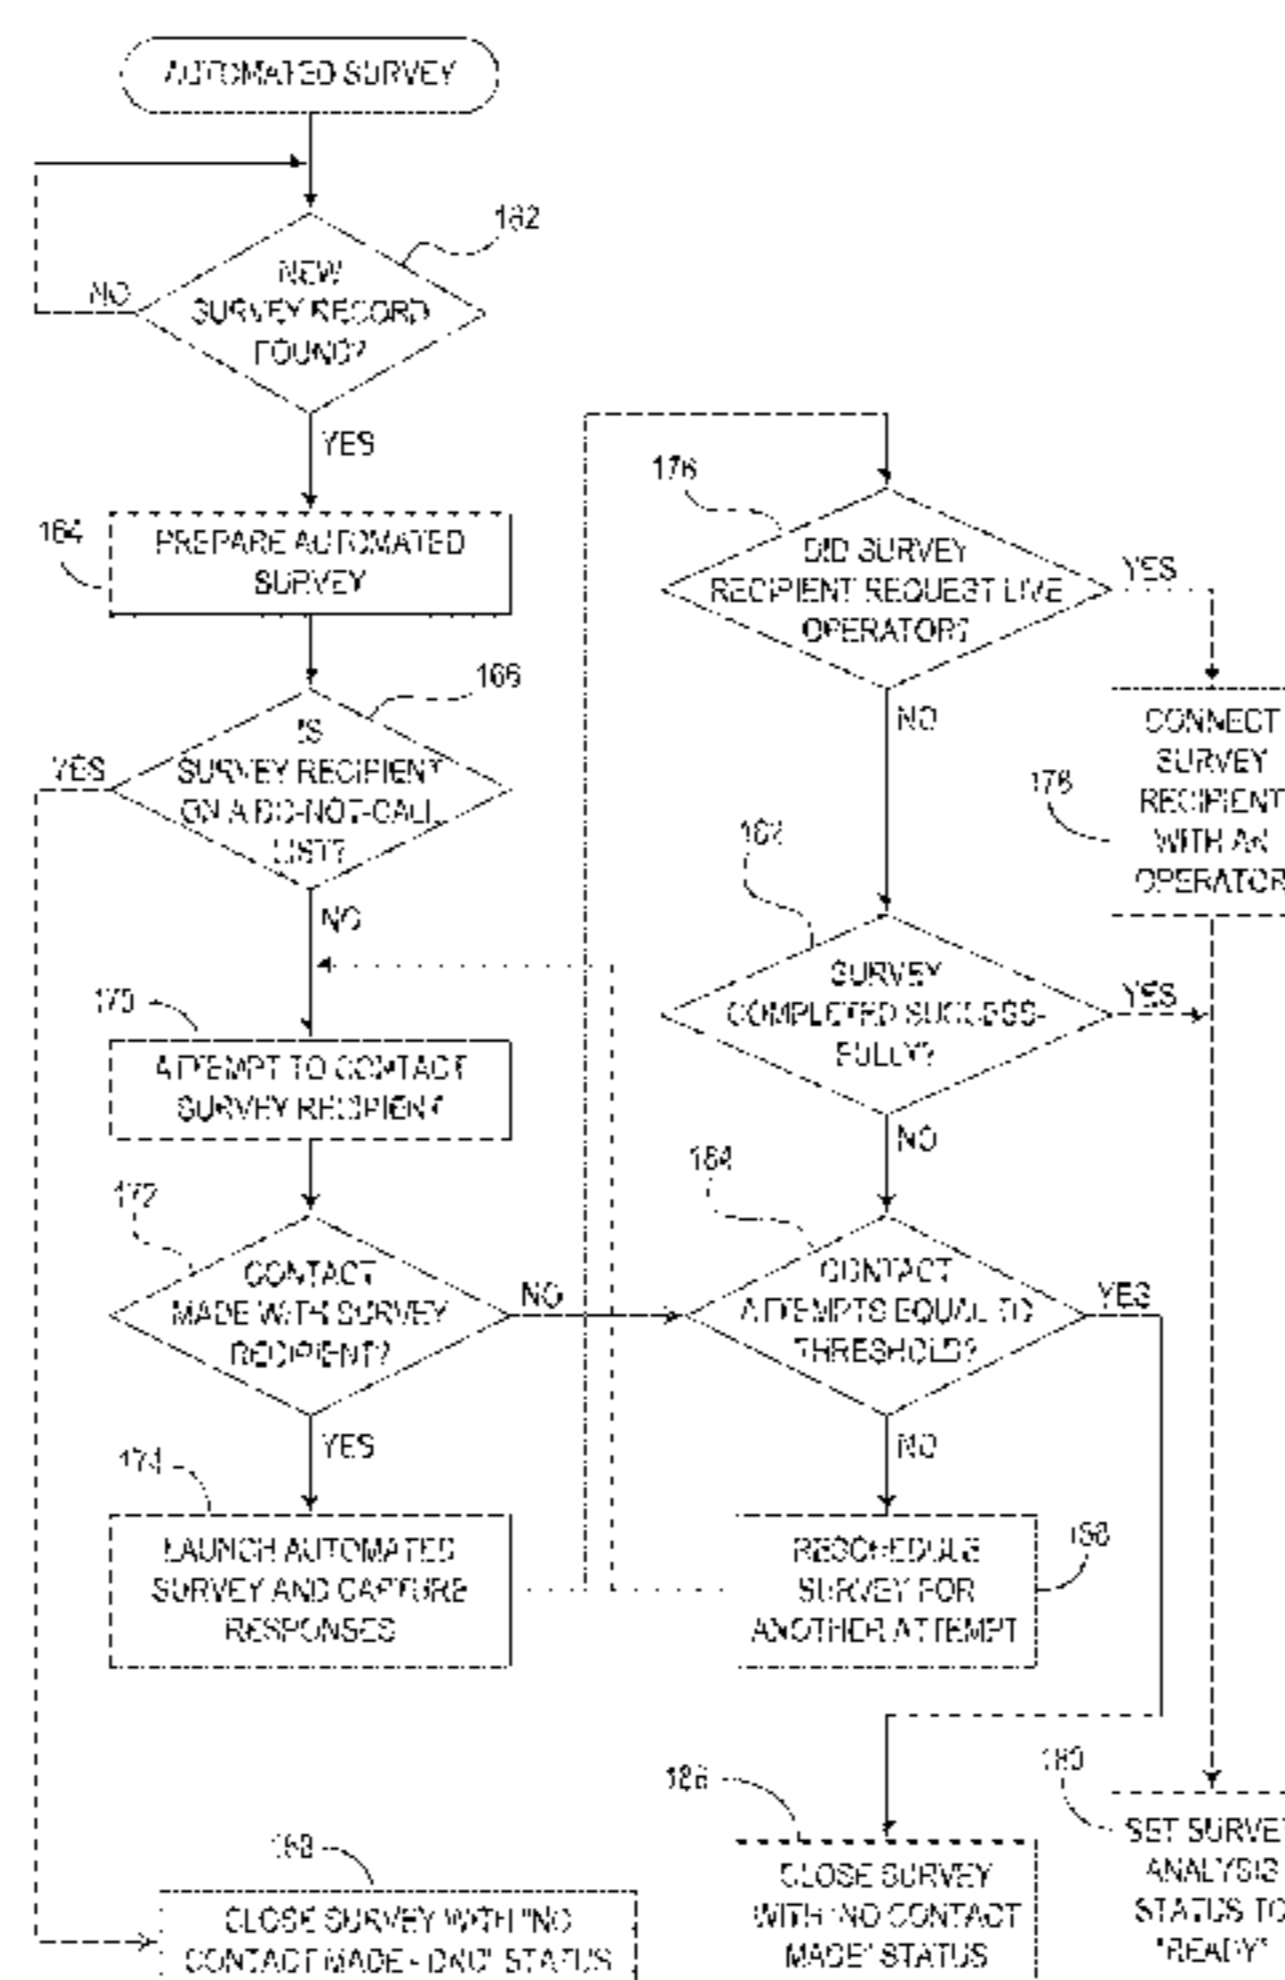 AUTOMATED SURVEY
162
NEW
SURVEY RECORD
FOUND?
NO
YES
164
PREPARE AUTOMATED
SURVEY
166
IS
SURVEY RECIPIENT
ON A DO-NOT-CALL
LIST?
YES
NO
170
ATTEMPT TO CONTACT
SURVEY RECIPIENT
172
CONTACT
MADE WITH SURVEY
RECIPIENT?
NO
YES
174
LAUNCH AUTOMATED
SURVEY AND CAPTURE
RESPONSES
176
DID SURVEY
RECIPIENT REQUEST LIVE
OPERATOR?
YES
NO
CONNECT
SURVEY
RECIPIENT
WITH AN
OPERATOR
SURVEY
COMPLETED SUCCESS-
FULLY?
YES
NO
184
CONTACT
ATTEMPTS EQUAL TO
THRESHOLD?
YES
NO
RESCHEDULE
SURVEY FOR
ANOTHER ATTEMPT
186
CLOSE SURVEY
WITH "NO CONTACT
MADE" STATUS
180
SET SURVEY
ANALYSIS
STATUS TO
"READY"
CLOSE SURVEY WITH "NO
CONTACT MADE - DNC" STATUS